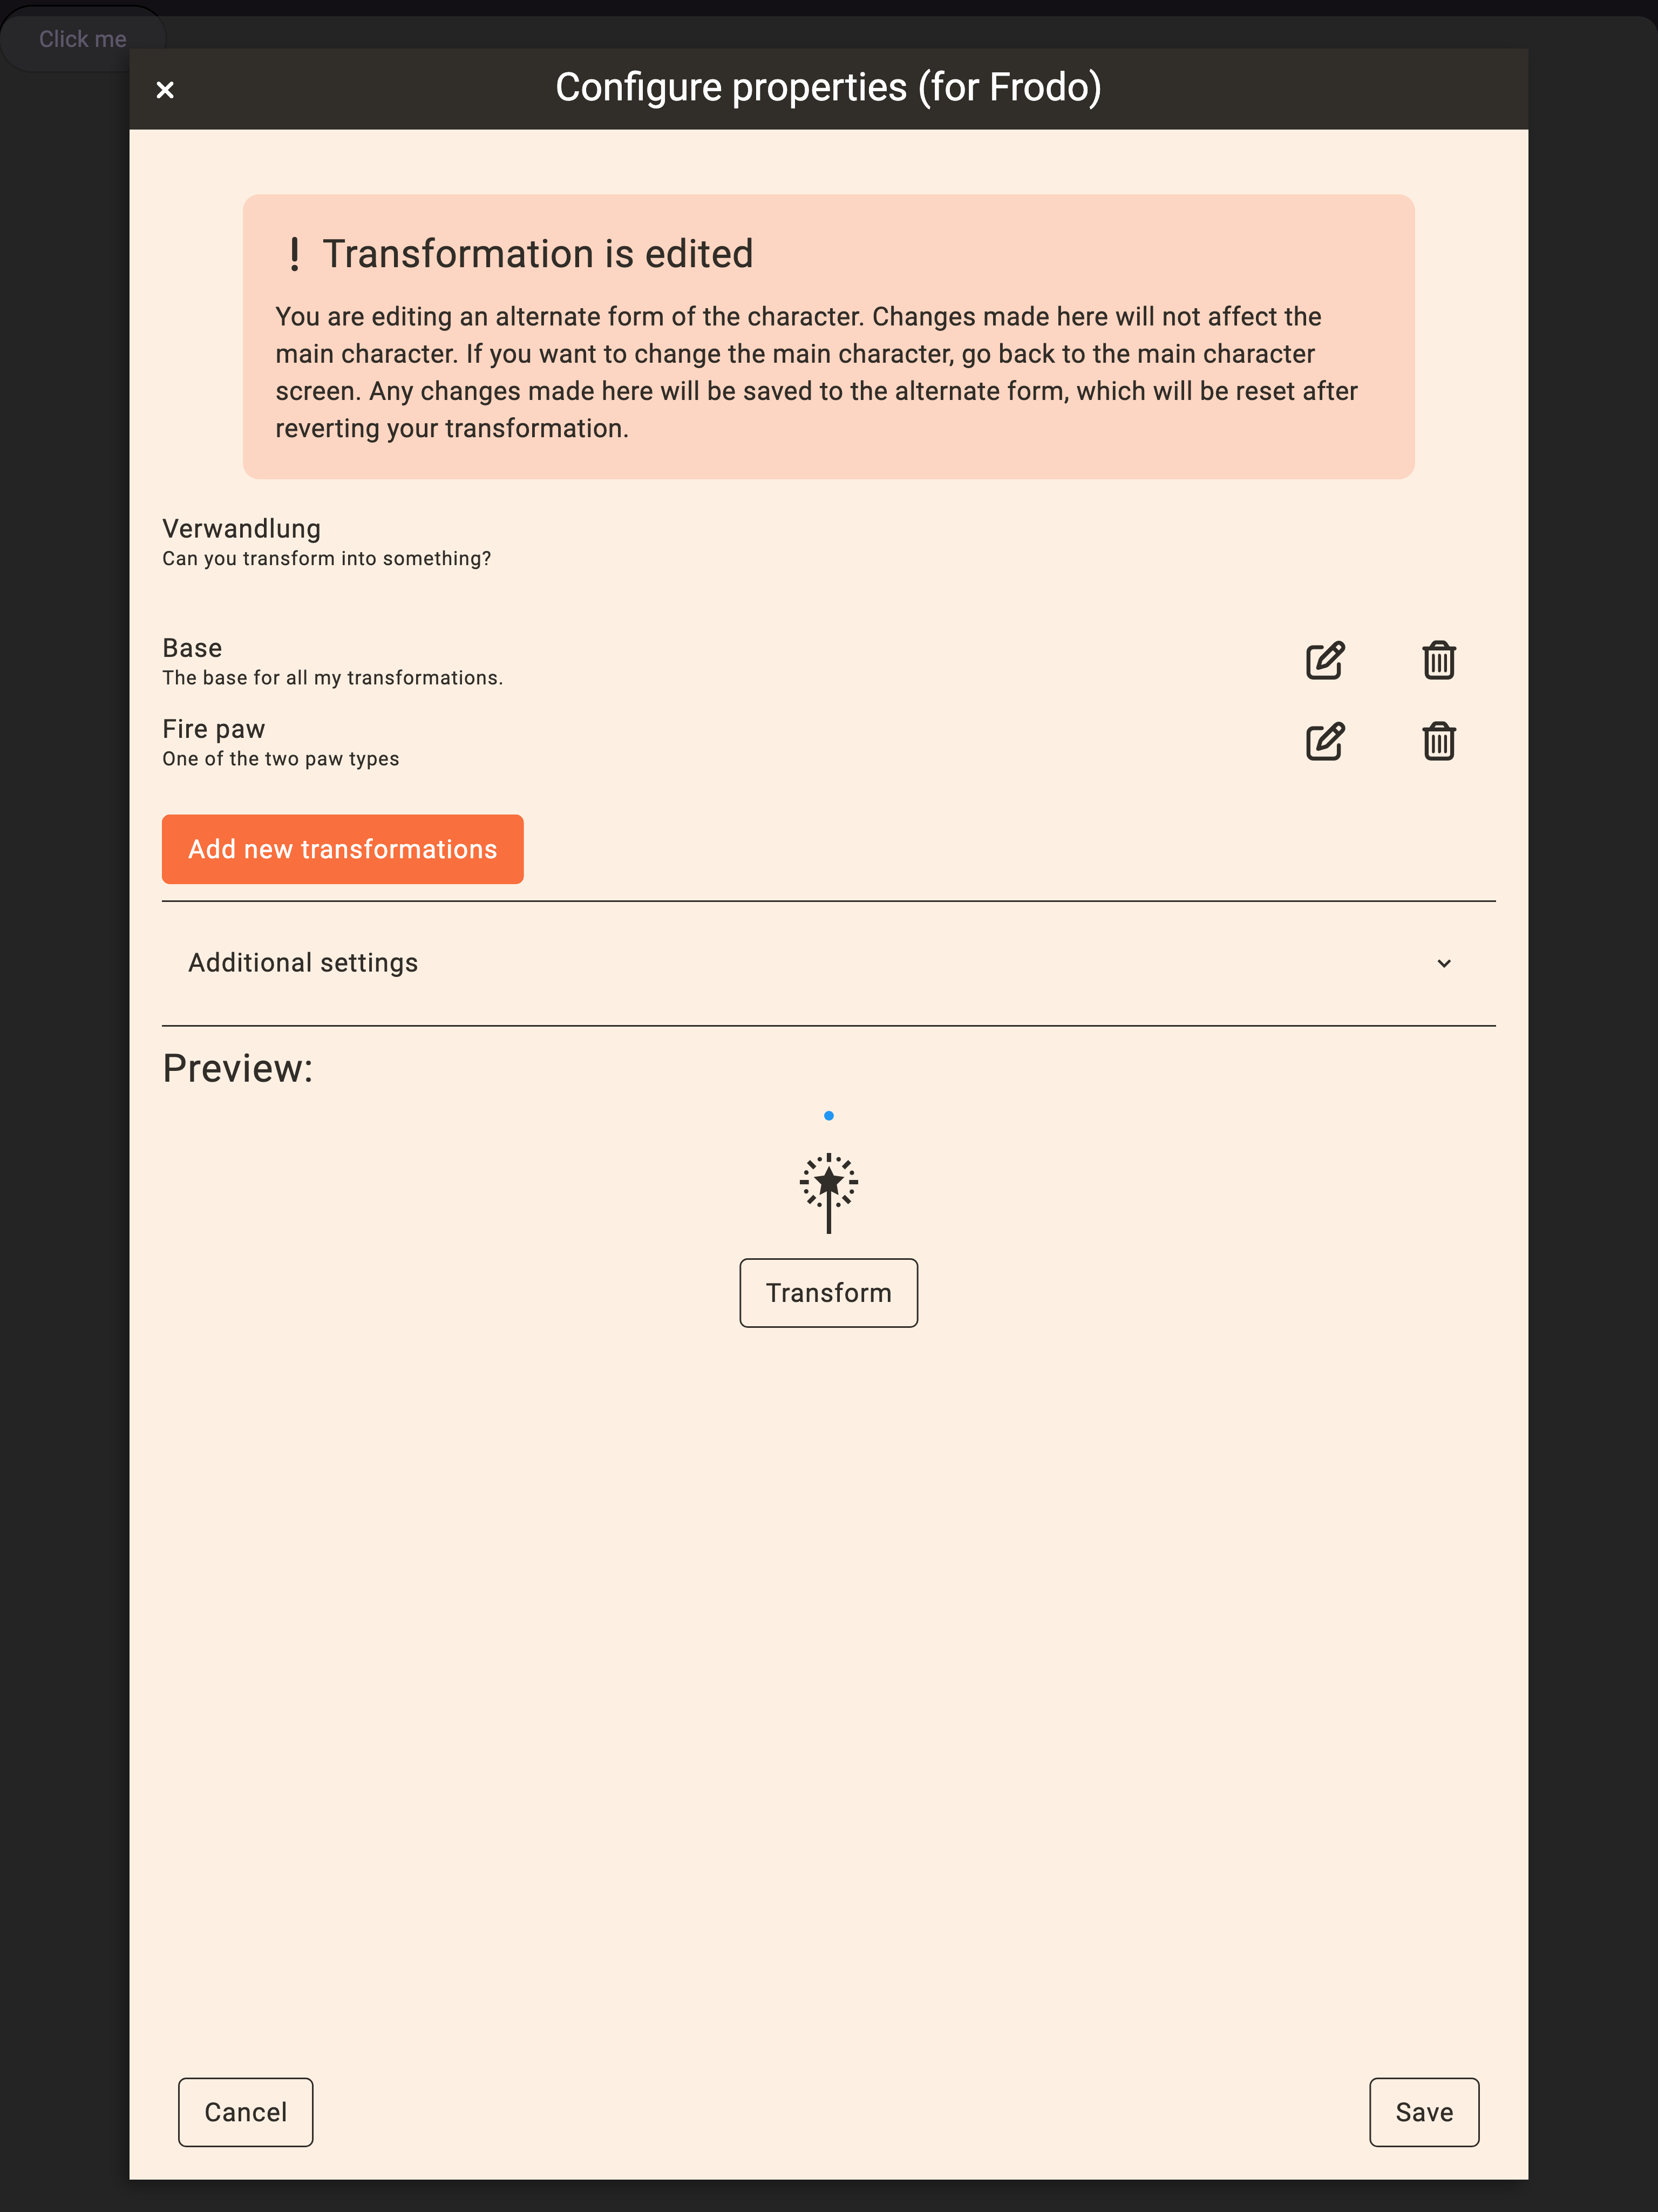 Click me
Configure properties (for Frodo)
Transformation is edited
You are editing an alternate form of the character. Changes made here will not affect the
main character. If you want to change the main character, go back to the main character
screen. Any changes made here will be saved to the alternate form, which will be reset after
reverting your transformation.
Verwandlung
Can you transform into something?
Base
The base for all my transformations.
Fire paw
One of the two paw types
Add new transformations
Additional settings
Preview:
Transform
Cancel
Save